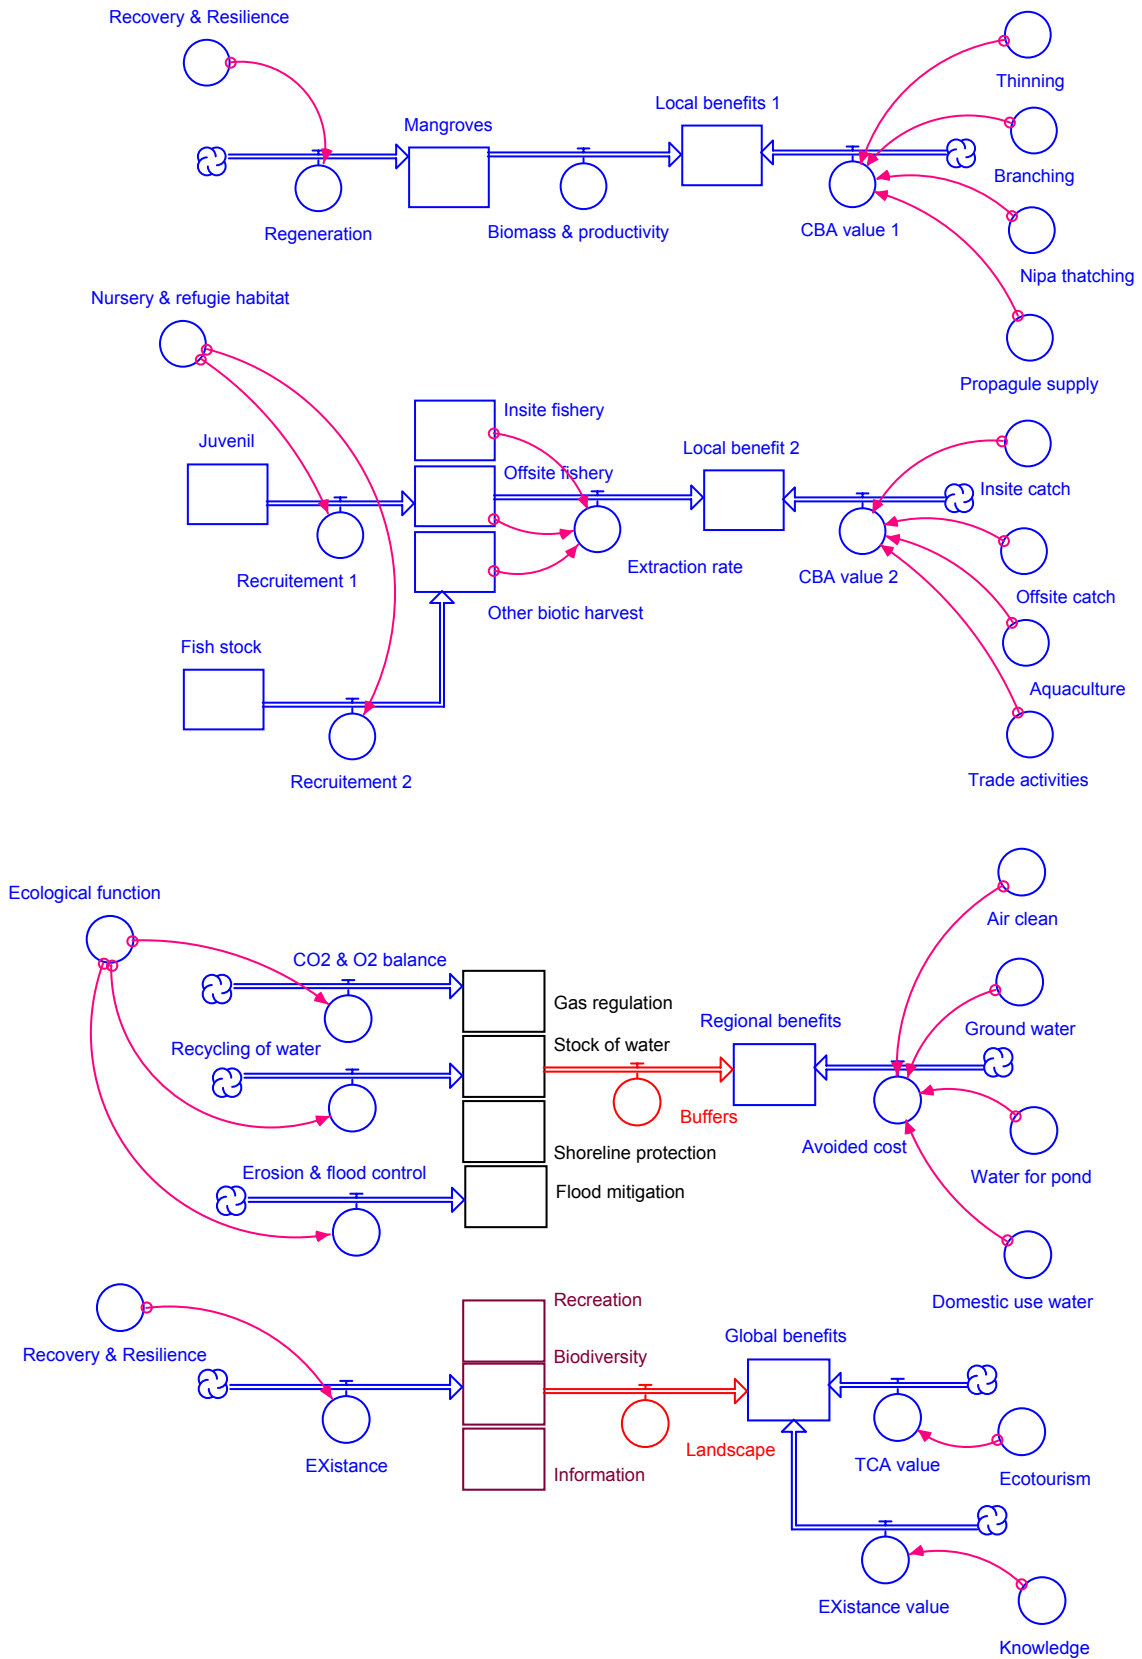 Recovery & Resilience
Thinning
Mangroves
Local benefits 1
Branching
Regeneration
Biomass & productivity
CBA value 1
Nipa thatching
Nursery & refugie habitat
Propagule supply
Insite fishery
Juvenil
Offsite fishery
Local benefit 2
Insite catch
Recruitement 1
Extraction rate
CBA value 2
Offsite catch
Other biotic harvest
Fish stock
Aquaculture
Recruitement 2
Trade activities
Ecological function
Air clean
CO2 & O2 balance
Gas regulation
Regional benefits
Ground water
Recycling of water
Stock of water
Buffers
Avoided cost
Shoreline protection
Water for pond
Erosion & flood control
Flood mitigation
Domestic use water
Recreation
Recovery & Resilience
Biodiversity
Global benefits
EXistance
Landscape
TCA value
Information
Ecotourism
EXistance value
Knowledge